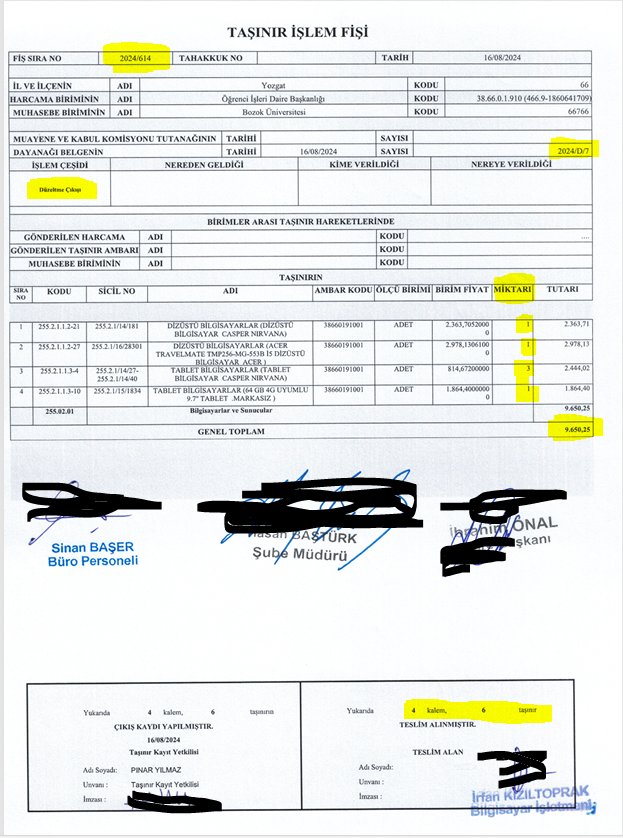 TAŞINIR İŞLEM FİŞİ
FİŞ SIRA NO 2024/614 TAHAKKUK NO TARİH 16/08/2024
İL VE İLÇENİN ADI Yozgat KODU 66
HARCAMA BİRİMİNİN ADI Öğrenci İşleri Daire Başkanlığı KODU 38.66.0.1.910 (466.9-1860641709)
MUHASEBE BİRİMİNİN ADI Bozok Üniversitesi KODU 66766
MUAYENE VE KABUL KOMİSYONU TUTANAĞININ TARİHİ SAYISI
DAYANAĞI BELGENİN TARİHİ 16/08/2024 SAYISI 2024/D/7
İŞLEM ÇEŞİDİ NEREDEN GELDİĞİ KİME VERİLDİĞİ NEREYE VERİLDİĞİ
Düzeltme Çıkışı
BİRİMLER ARASI TAŞINIR HAREKETLERİNDE
GÖNDERİLEN HARCAMA ADI KODU ....
GÖNDERİLEN TAŞINIR AMBARI ADI KODU
MUHASEBE BİRİMİNİN ADI KODU
TAŞINIRIN
SIRA NO KODU SİCİL NO ADI AMBAR KODU ÖLÇÜ BİRİMİ BİRİM FİYAT MİKTARI TUTARI
1 255.2.1.1.2-21 255.2.1/14/181 DİZÜSTÜ BİLGİSAYARLAR (DİZÜSTÜ 38660191001 ADET 2.363,7052000 1 2.363,71
BİLGİSAYAR CASPER NIRVANA) 0
2 255.2.1.1.2-27 255.2.1/16/28301 DİZÜSTÜ BİLGİSAYARLAR (ACER 38660191001 ADET 2.978,1306100 1 2.978,13
TRAVELMATE TMP256-MG-553B İ5 DİZÜSTÜ 0
BİLGİSAYAR ACER )
3 255.2.1.1.3-4 255.2.1/14/27- TABLET BİLGİSAYARLAR (TABLET 38660191001 ADET 814,67200000 3 2.444,02
255.2.1/14/40 BİLGİSAYAR CASPER NIRVANA)
4 255.2.1.1.3-10 255.2.1/15/1834 TABLET BİLGİSAYARLAR (64 GB 4G UYUMLU 38660191001 ADET 1.864,4000000 1 1.864,40
9.7" TABLET .MARKASIZ ) 0
255.02.01 Bilgisayarlar ve Sunucular 9.650,25
GENEL TOPLAM 9.650,25
Sinan BAŞER
Büro Personeli
BAŞTÜRK
Şube Müdürü
İbrahim ÖNAL
Yukarıda 4 kalem, 6 taşınırın
ÇIKIŞ KAYDI YAPILMIŞTIR.
16/08/2024
Taşınır Kayıt Yetkilisi
Adı Soyadı: PINAR YILMAZ
Unvanı : Taşınır Kayıt Yetkilisi
İmzası :
Yukarıda 4 kalem, 6 taşınır
TESLİM ALINMIŞTIR.
TESLİM ALAN
Adı Soyadı:
Unvanı :
İmzası :
İrfan KIZILTOPRAK
Bilgisayar İşletmeni